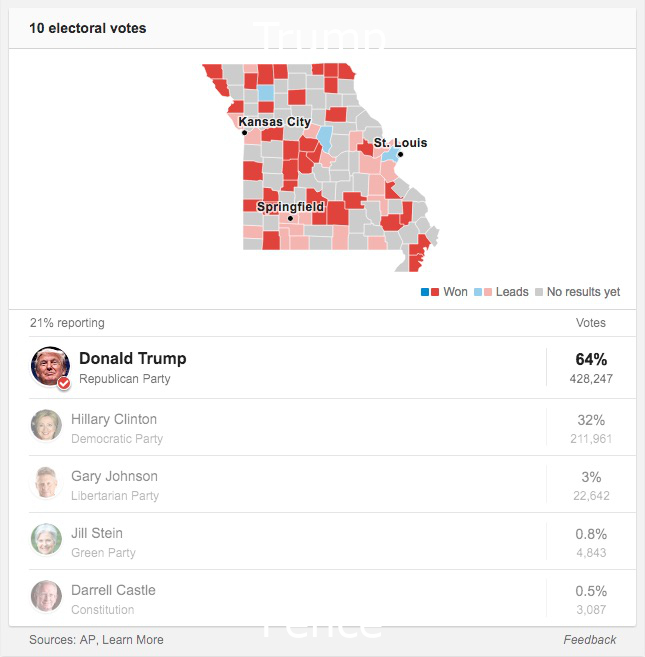 Trump
10 electoral votes
Kansas City
St. Louis
Springfield
Won Leads No results yet
21% reporting Votes
Donald Trump 64%
Republican Party 428,247
Hillary Clinton 32%
Democratic Party 211,961
Gary Johnson 3%
Libertarian Party 22,642
Jill Stein 0.8%
Green Party 4,843
Darrell Castle 0.5%
Constitution 3,087
Pence
Sources: AP, Learn More Feedback